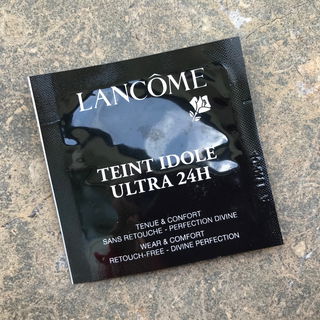 LANCÔME
TEINT IDOLE
ULTRA 24H
TENUE & CONFORT
SANS RETOUCHE - PERFECTION DIVINE
WEAR & COMFORT
RETOUCH-FREE - DIVINE PERFECTION